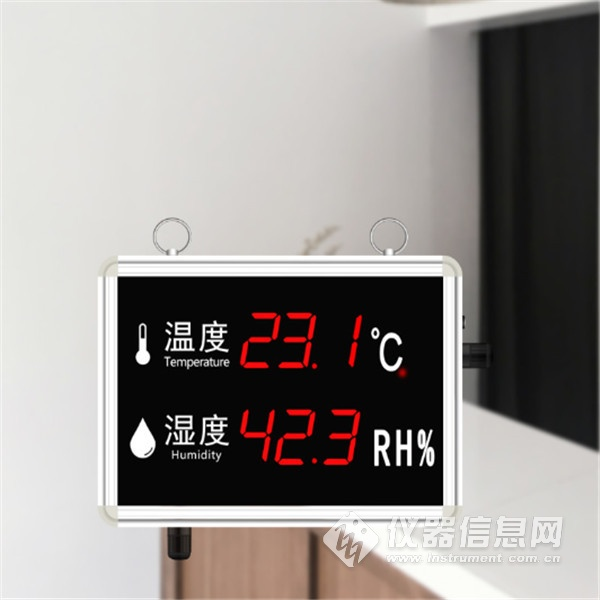 温度 23.1 ℃
Temperature
湿度 42.3 RH%
Humidity
仪器信息网
www.instrument.com.cn